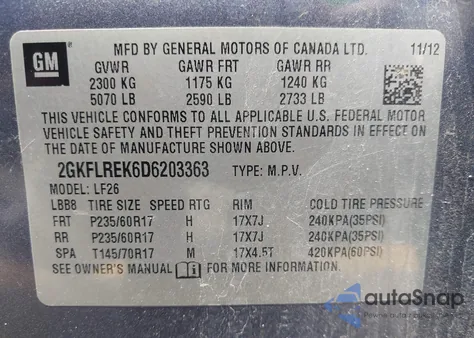 GM
MFD BY GENERAL MOTORS OF CANADA LTD. 11/12
GVWR GAWR FRT GAWR RR
2300 KG 1175 KG 1240 KG
5070 LB 2590 LB 2733 LB
THIS VEHICLE CONFORMS TO ALL APPLICABLE U.S. FEDERAL MOTOR
VEHICLE SAFETY AND THEFT PREVENTION STANDARDS IN EFFECT ON
THE DATE OF MANUFACTURE SHOWN ABOVE.
2GKFLREK6D6203363 TYPE: M.P.V.
MODEL: LF26
LBB8 TIRE SIZE SPEED RTG RIM COLD TIRE PRESSURE
FRT P235/60R17 H 17X7J 240KPA(35PSI)
RR P235/60R17 H 17X7J 240KPA(35PSI)
SPA T145/70R17 M 17X4.5T 420KPA(60PSI)
SEE OWNER'S MANUAL FOR MORE INFORMATION.
autoSnap